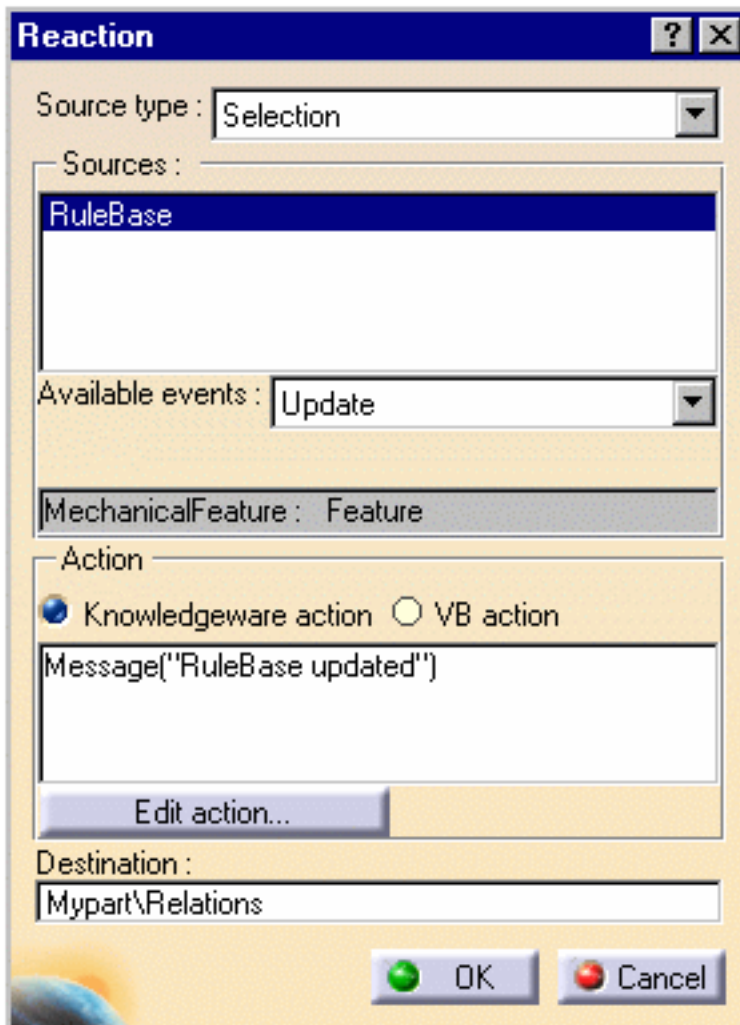 Reaction ?
Source type : Selection
Sources :
RuleBase
Available events : Update
MechanicalFeature : Feature
Action
Knowledgeware action VB action
Message("RuleBase updated")
Edit action...
Destination :
Mypart\Relations
OK Cancel